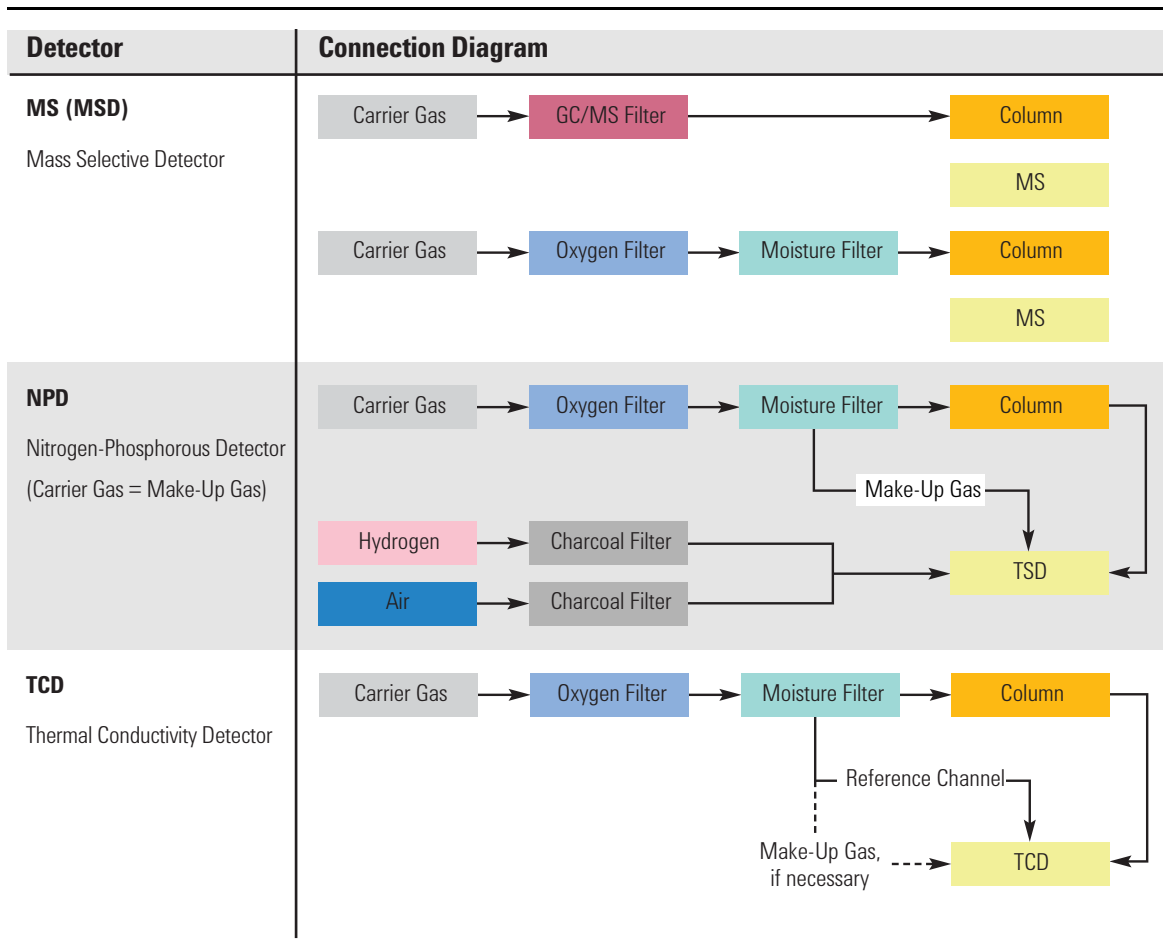 Detector
Connection Diagram
MS (MSD)
Mass Selective Detector
Carrier Gas
GC/MS Filter
Column
MS
Carrier Gas
Oxygen Filter
Moisture Filter
Column
MS
NPD
Nitrogen-Phosphorous Detector
(Carrier Gas = Make-Up Gas)
Carrier Gas
Oxygen Filter
Moisture Filter
Column
Make-Up Gas
Hydrogen
Charcoal Filter
TSD
Air
Charcoal Filter
TCD
Thermal Conductivity Detector
Carrier Gas
Oxygen Filter
Moisture Filter
Column
Reference Channel
Make-Up Gas,
if necessary
TCD